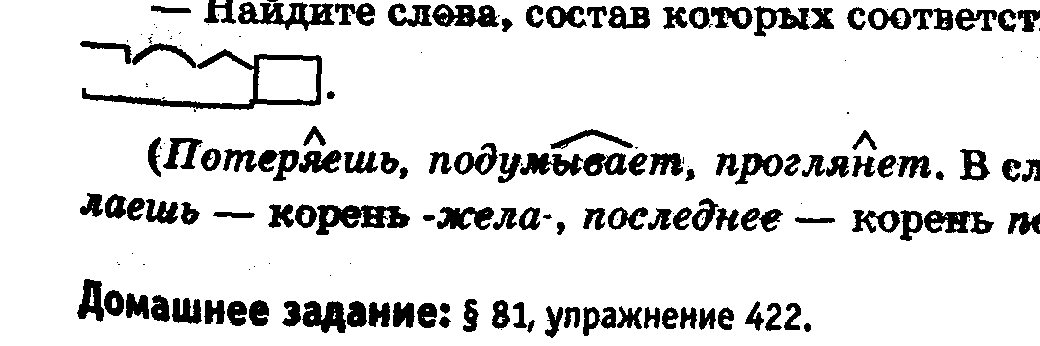 — Найдите слова, состав которых соответст
.
(Потеряешь, подумывает, проглянет. В сл
лаешь — корень -жела-, последнее — корень по
Домашнее задание: § 81, упражнение 422.